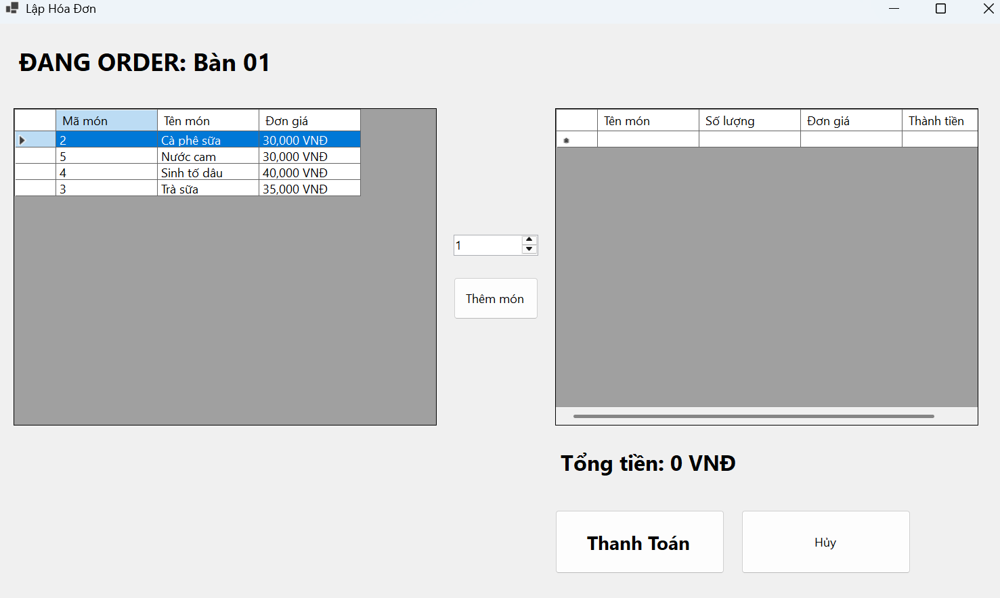 Lập Hóa Đơn
ĐANG ORDER: Bàn 01
Mã món Tên món Đơn giá
2 Cà phê sữa 30,000 VNĐ
5 Nước cam 30,000 VNĐ
4 Sinh tố dâu 40,000 VNĐ
3 Trà sữa 35,000 VNĐ
1
Thêm món
Tên món Số lượng Đơn giá Thành tiền
Tổng tiền: 0 VNĐ
Thanh Toán
Hủy